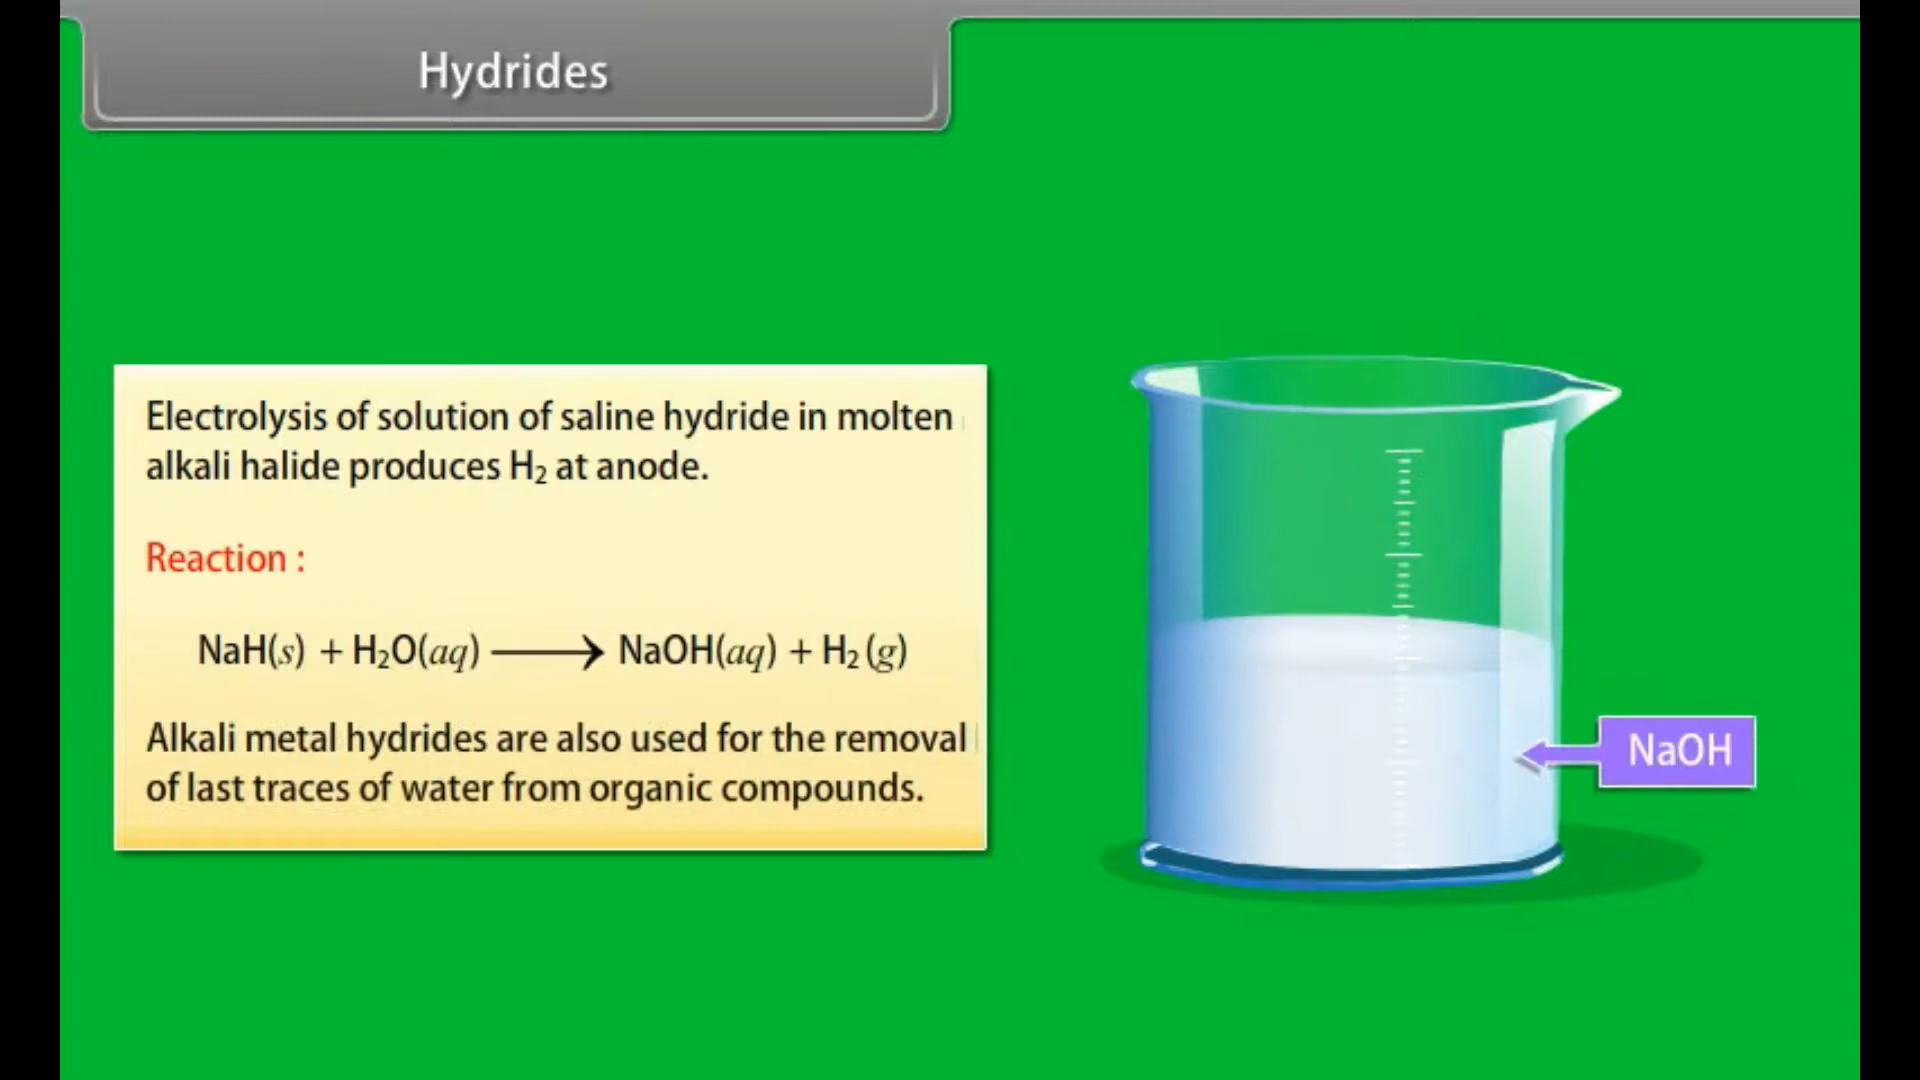 Hydrides
Electrolysis of solution of saline hydride in molten
alkali halide produces H₂ at anode.
Reaction :
NaH(s) + H₂O(aq) ⟶ NaOH(aq) + H₂ (g)
Alkali metal hydrides are also used for the removal
of last traces of water from organic compounds.
NaOH